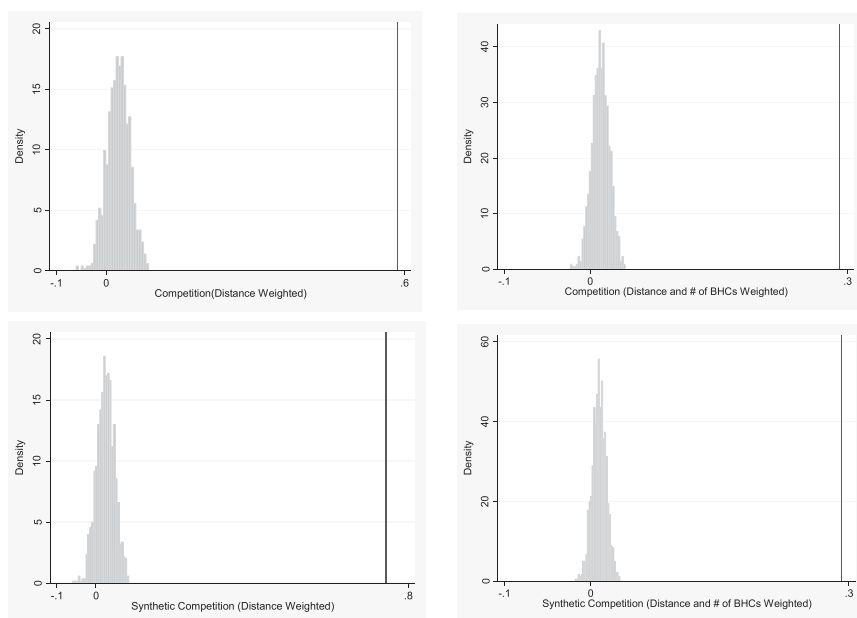 20
15
10
5
0
Density
-.1 0 .6
Competition(Distance Weighted)
40
30
20
10
0
Density
-.1 0 .3
Competition (Distance and # of BHCs Weighted)
20
15
10
5
0
Density
-.1 0 .8
Synthetic Competition (Distance Weighted)
60
40
20
0
Density
-.1 0 .3
Synthetic Competition (Distance and # of BHCs Weighted)